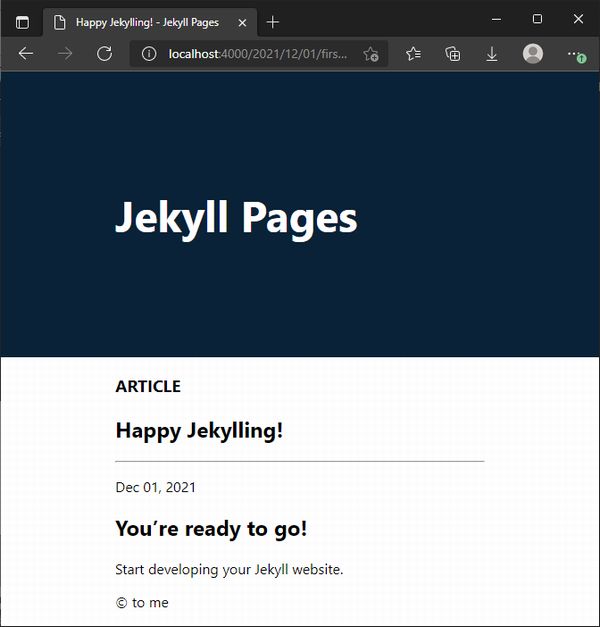 Happy Jekylling! - Jekyll Pages
localhost:4000/2021/12/01/firs...
Jekyll Pages
ARTICLE
Happy Jekylling!
Dec 01, 2021
You’re ready to go!
Start developing your Jekyll website.
© to me